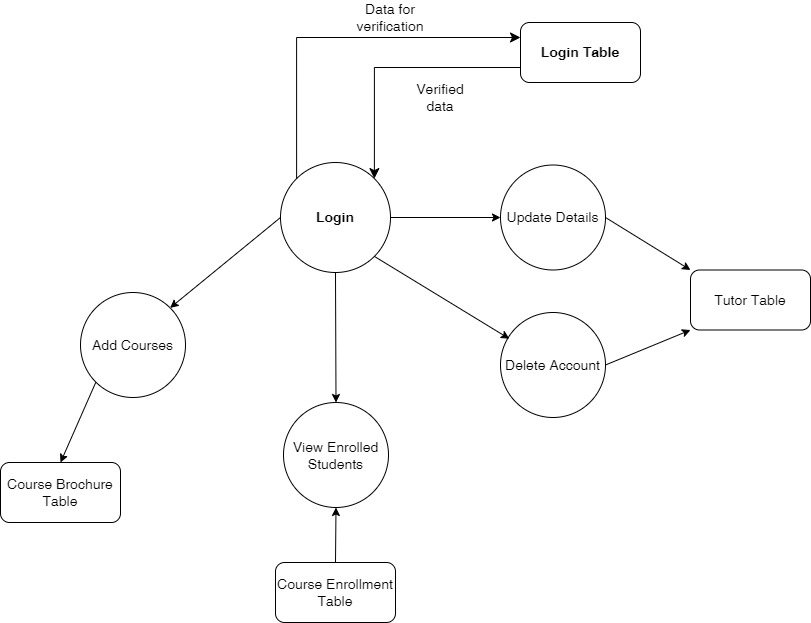 Data for
verification
Login Table
Verified
data
Login
Update Details
Tutor Table
Add Courses
Delete Account
View Enrolled
Students
Course Brochure
Table
Course Enrollment
Table